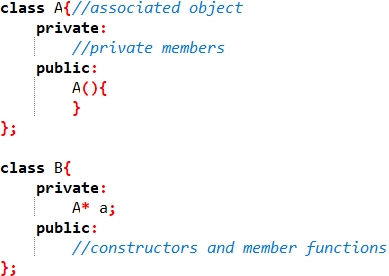 class A{//associated object
    private:
        //private members
    public:
        A(){
        }
};

class B{
    private:
        A* a;
    public:
        //constructors and member functions
};